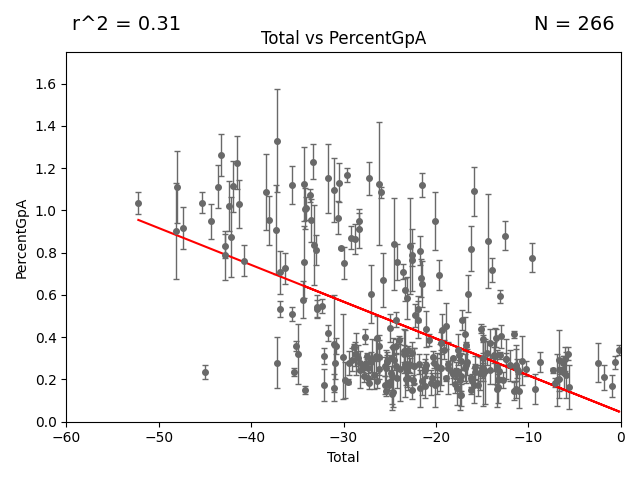 r^2 = 0.31
N = 266
Total vs PercentGpA
PercentGpA
1.6
1.4
1.2
1.0
0.8
0.6
0.4
0.2
0.0
−60 −50 −40 −30 −20 −10 0
Total